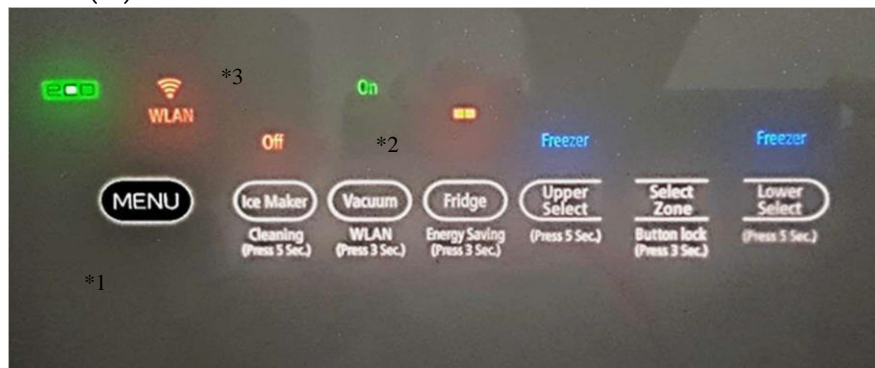 eco
WLAN
*3
On
Off
*2
Freezer
Freezer
MENU
Ice Maker
Vacuum
Fridge
Upper
Select
Select
Zone
Lower
Select
Cleaning
(Press 5 Sec.)
WLAN
(Press 3 Sec.)
Energy Saving
(Press 3 Sec.)
(Press 5 Sec.)
Button lock
(Press 3 Sec.)
(Press 5 Sec.)
*1